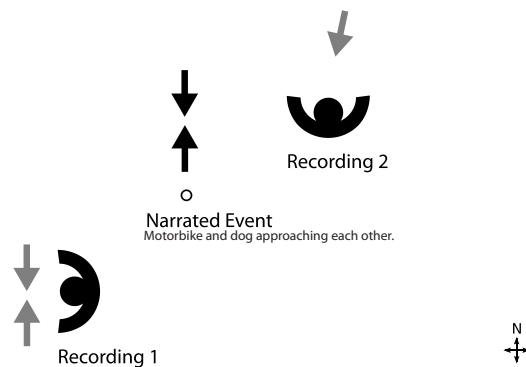 Recording 2
Narrated Event
Motorbike and dog approaching each other.
N
Recording 1